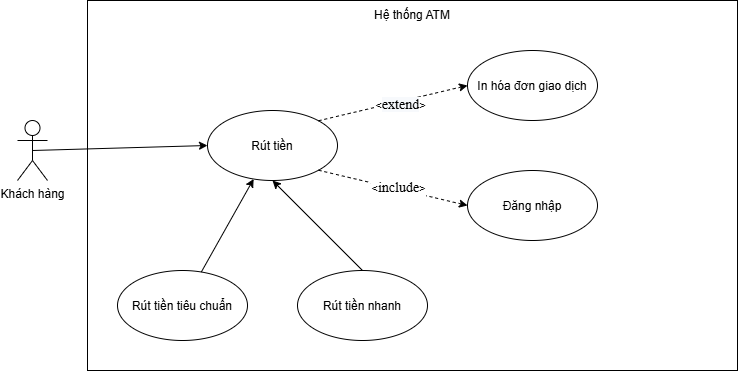 Hệ thống ATM
In hóa đơn giao dịch
<extend>
Rút tiền
Khách hàng
<include>
Đăng nhập
Rút tiền tiêu chuẩn
Rút tiền nhanh